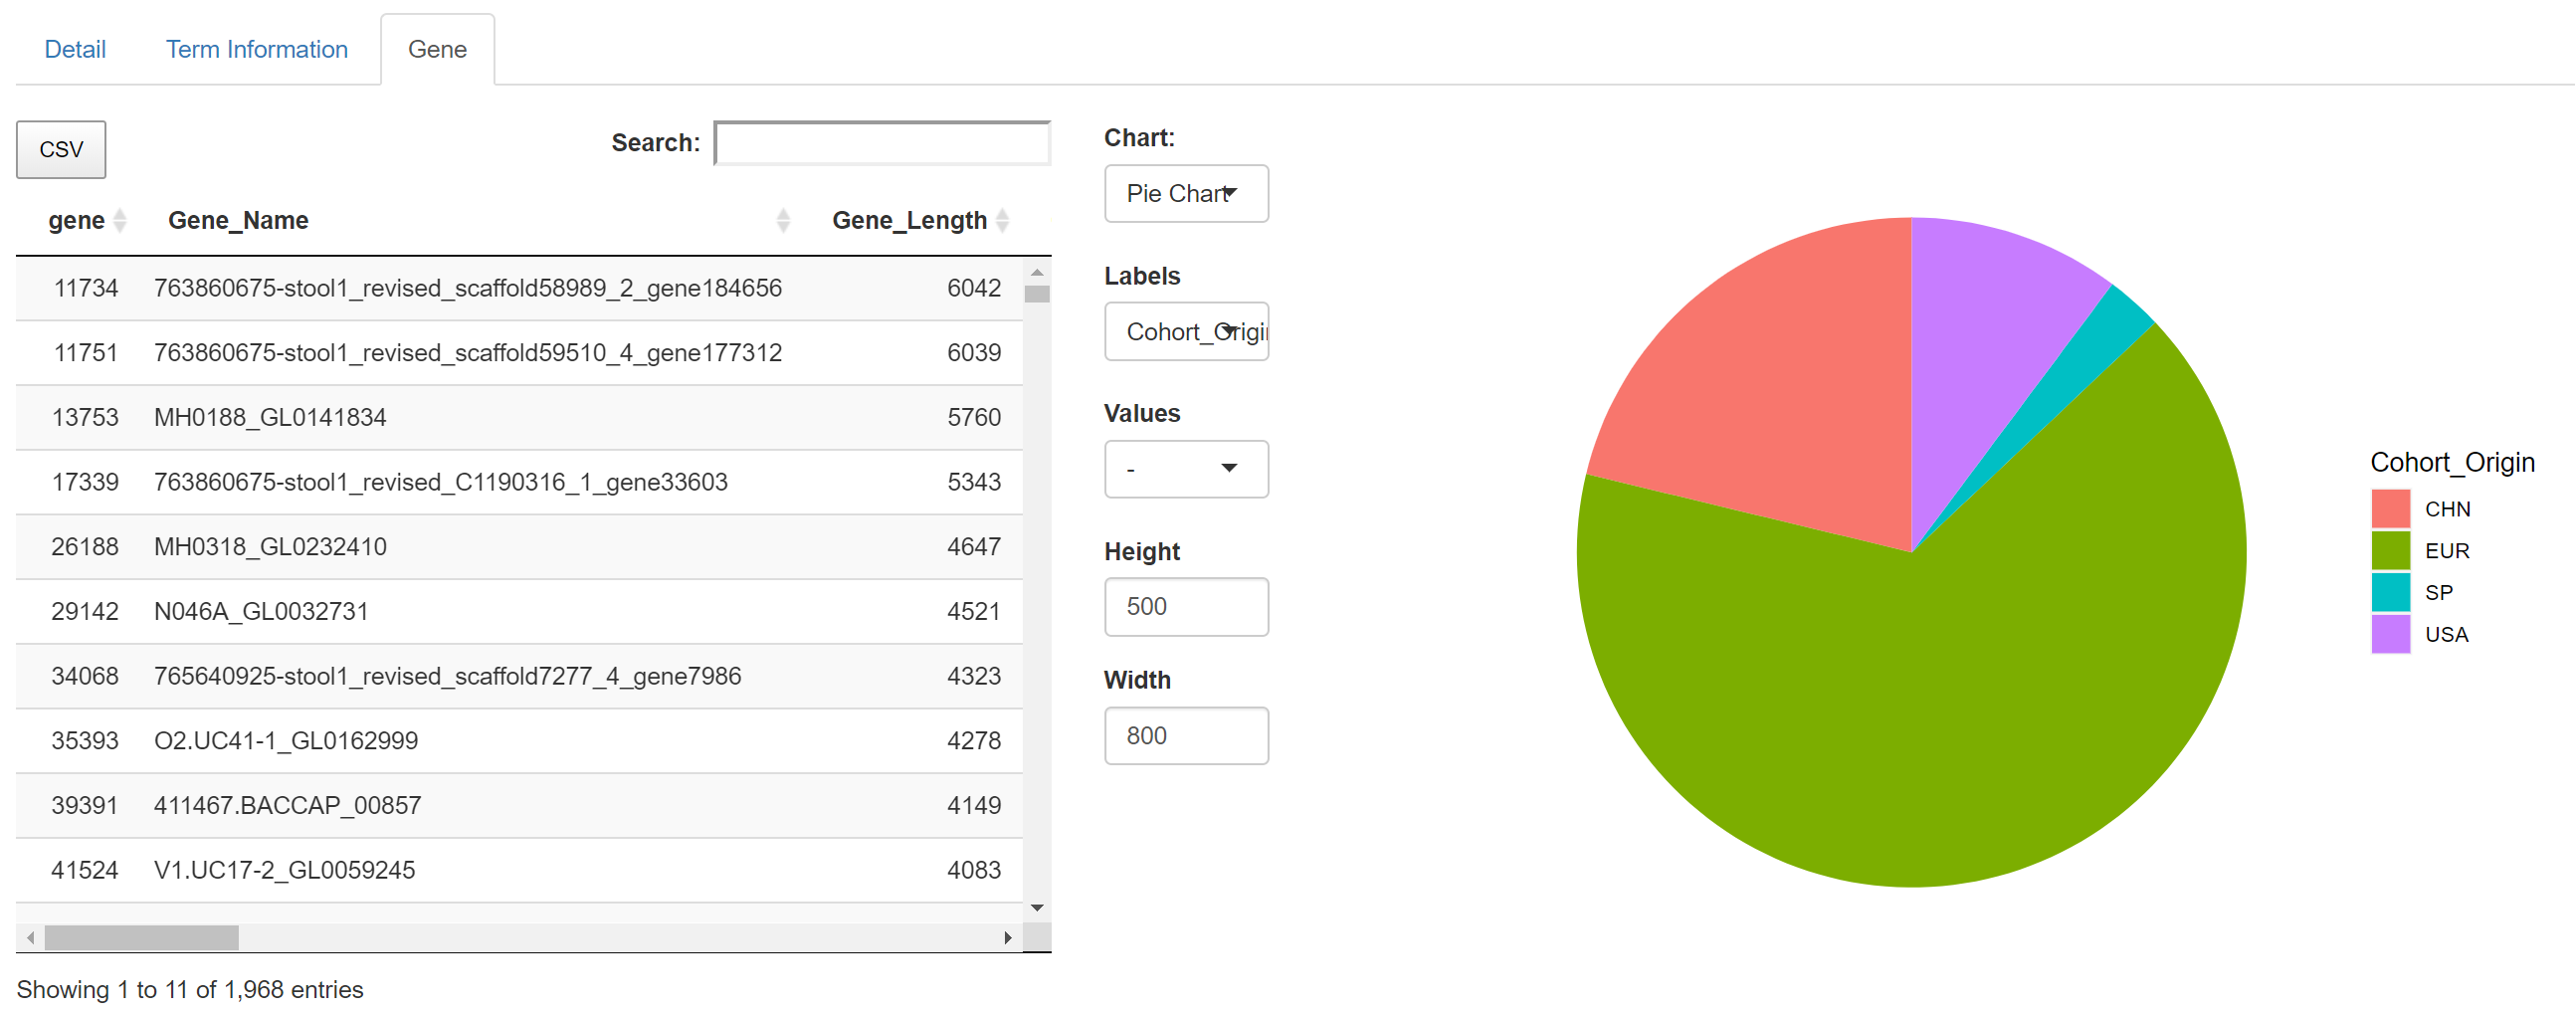 Detail Term Information Gene
CSV
Search:
gene Gene_Name Gene_Length
11734 763860675-stool1_revised_scaffold58989_2_gene184656 6042
11751 763860675-stool1_revised_scaffold59510_4_gene177312 6039
13753 MH0188_GL0141834 5760
17339 763860675-stool1_revised_C1190316_1_gene33603 5343
26188 MH0318_GL0232410 4647
29142 N046A_GL0032731 4521
34068 765640925-stool1_revised_scaffold7277_4_gene7986 4323
35393 O2.UC41-1_GL0162999 4278
39391 411467.BACCAP_00857 4149
41524 V1.UC17-2_GL0059245 4083
Showing 1 to 11 of 1,968 entries
Chart:
Pie Chart
Labels
Cohort_Origin
Values
-
Height
500
Width
800
Cohort_Origin
CHN
EUR
SP
USA